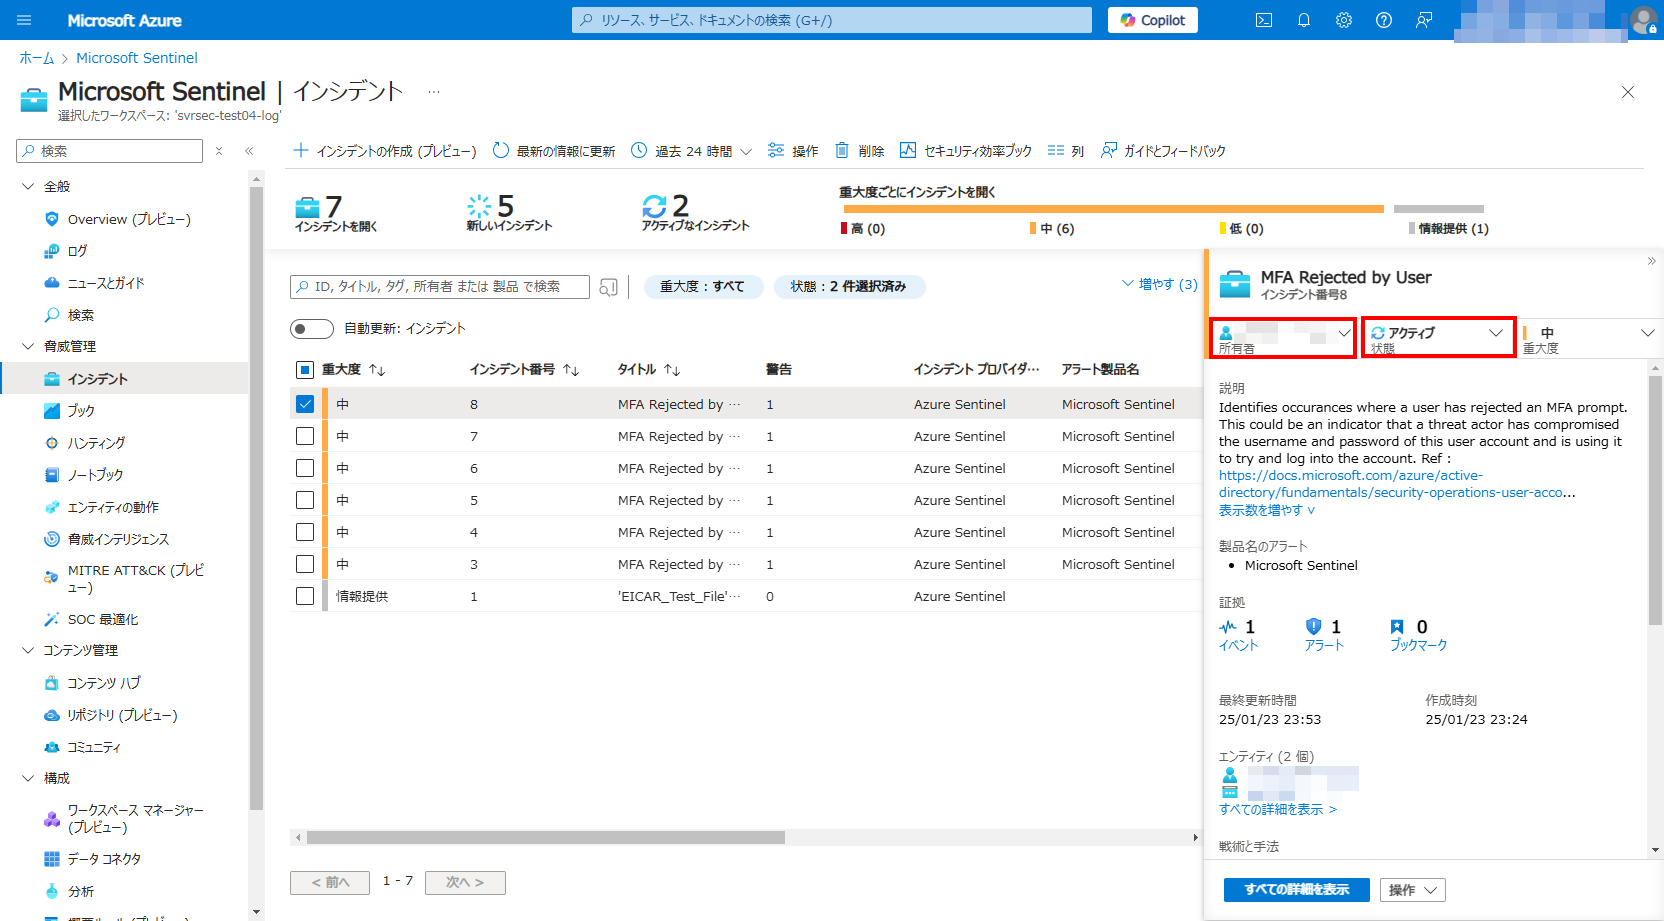 Microsoft Azure
リソース、サービス、ドキュメントの検索 (G+/)
Copilot
ホーム > Microsoft Sentinel
Microsoft Sentinel | インシデント ...
選択したワークスペース: 'svrsec-test04-log'
検索
全般
Overview (プレビュー)
ログ
ニュースとガイド
検索
脅威管理
インシデント
ブック
ハンティング
ノートブック
エンティティの動作
脅威インテリジェンス
MITRE ATT&CK (プレビ
ュー)
SOC 最適化
コンテンツ管理
コンテンツ ハブ
リポジトリ (プレビュー)
コミュニティ
構成
ワークスペース マネージャー
(プレビュー)
データ コネクタ
分析
インシデントの作成 (プレビュー) 最新の情報に更新 過去 24 時間 操作 削除 セキュリティ効率ブック 列 ガイドとフィードバック
7
インシデントを開く
5
新しいインシデント
2
アクティブなインシデント
重大度ごとにインシデントを開く
高 (0) 中 (6) 低 (0) 情報提供 (1)
ID, タイトル, タグ, 所有者 または 製品 で検索
重大度 : すべて
状態 : 2 件選択済み
増やす (3)
自動更新: インシデント
重大度 ↑↓ インシデント番号 ↑↓ タイトル ↑↓ 警告 インシデント プロバイダ… アラート製品名
中 8 MFA Rejected by … 1 Azure Sentinel Microsoft Sentinel
中 7 MFA Rejected by … 1 Azure Sentinel Microsoft Sentinel
中 6 MFA Rejected by … 1 Azure Sentinel Microsoft Sentinel
中 5 MFA Rejected by … 1 Azure Sentinel Microsoft Sentinel
中 4 MFA Rejected by … 1 Azure Sentinel Microsoft Sentinel
中 3 MFA Rejected by … 1 Azure Sentinel Microsoft Sentinel
情報提供 1 'EICAR_Test_File'… 0 Azure Sentinel
< 前へ 1 - 7 次へ >
MFA Rejected by User
インシデント番号8
所有者
アクティブ
状態
中
重大度
説明
Identifies occurances where a user has rejected an MFA prompt.
This could be an indicator that a threat actor has compromised
the username and password of this user account and is using it
to try and log into the account. Ref :
https://docs.microsoft.com/azure/active-
directory/fundamentals/security-operations-user-acco...
表示数を増やす
製品名のアラート
• Microsoft Sentinel
証拠
1
イベント
1
アラート
0
ブックマーク
最終更新時間
25/01/23 23:53
作成時刻
25/01/23 23:24
エンティティ (2 個)
すべての詳細を表示 >
戦術と手法
すべての詳細を表示
操作